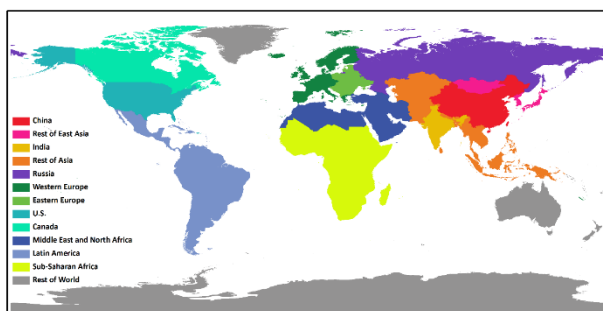 China
Rest of East Asia
India
Rest of Asia
Russia
Western Europe
Eastern Europe
U.S.
Canada
Middle East and North Africa
Latin America
Sub-Saharan Africa
Rest of World